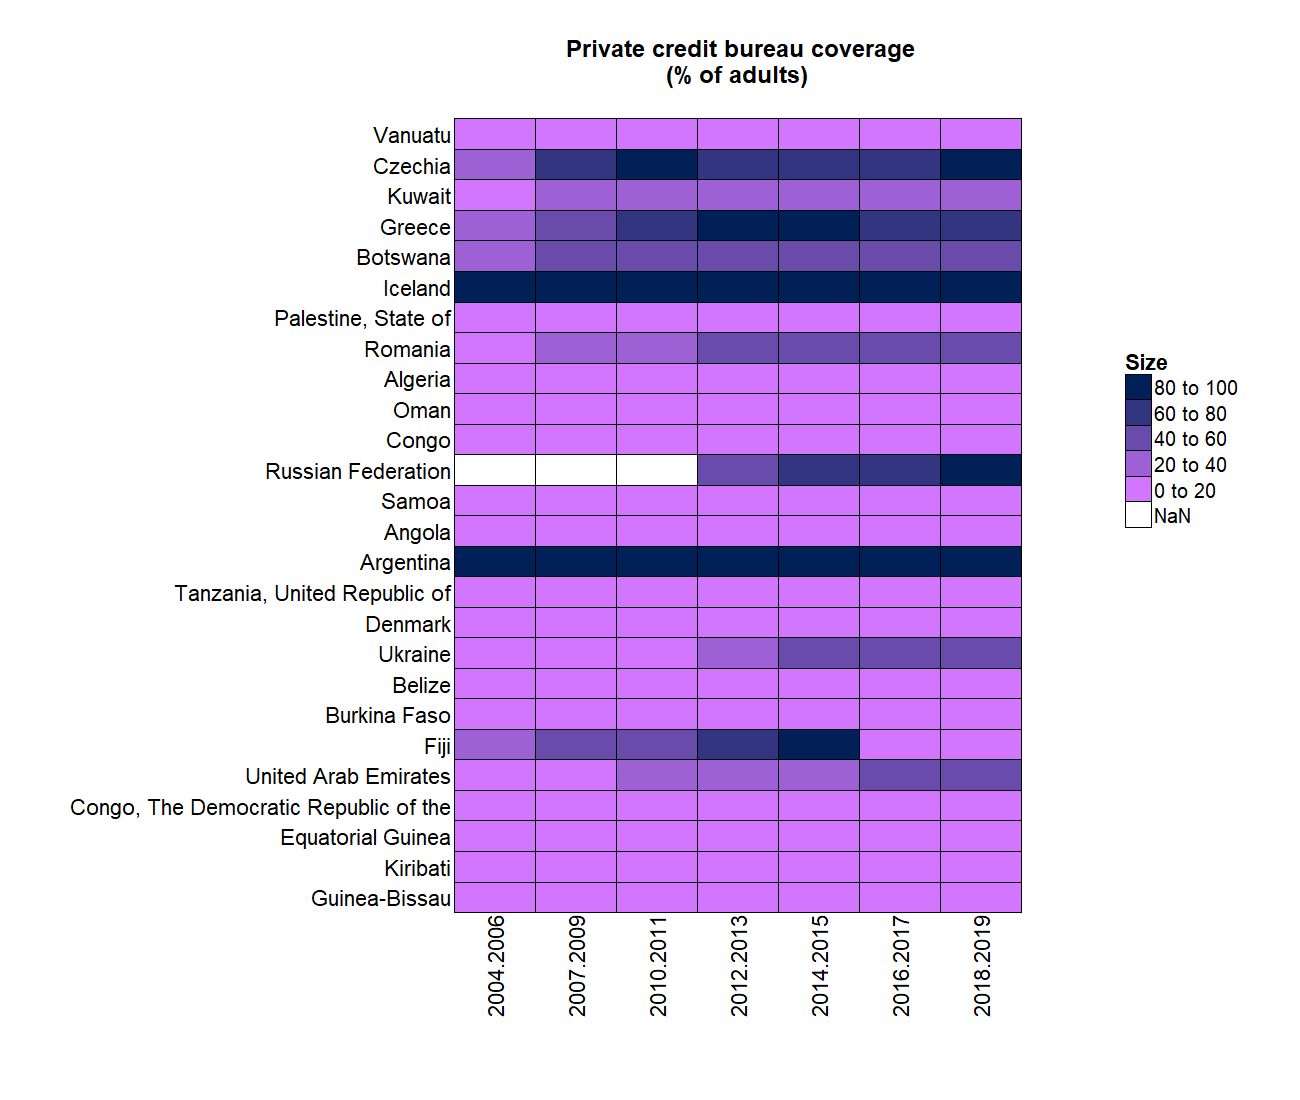 Private credit bureau coverage
(% of adults)
Vanuatu
Czechia
Kuwait
Greece
Botswana
Iceland
Palestine, State of
Romania
Algeria
Oman
Congo
Russian Federation
Samoa
Angola
Argentina
Tanzania, United Republic of
Denmark
Ukraine
Belize
Burkina Faso
Fiji
United Arab Emirates
Congo, The Democratic Republic of the
Equatorial Guinea
Kiribati
Guinea-Bissau
2004.2006
2007.2009
2010.2011
2012.2013
2014.2015
2016.2017
2018.2019
Size
80 to 100
60 to 80
40 to 60
20 to 40
0 to 20
NaN